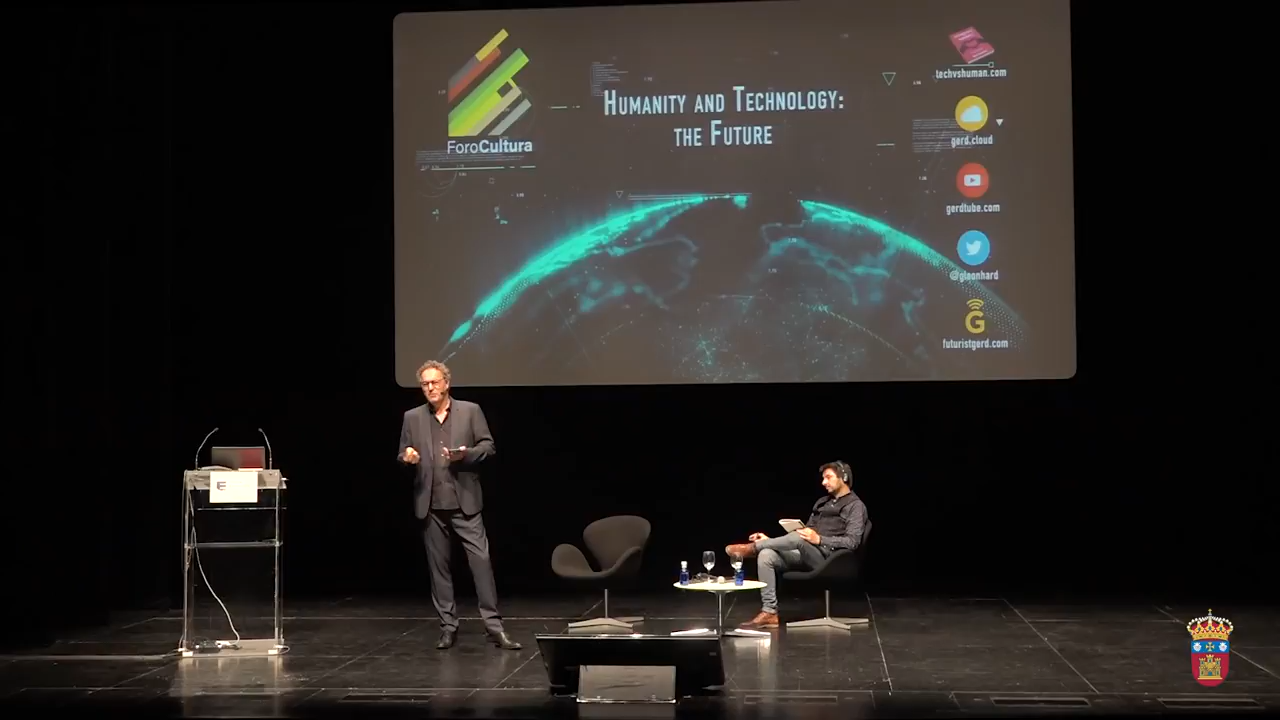 ForoCultura
HUMANITY AND TECHNOLOGY:
THE FUTURE
techvshuman.com
gerd.cloud
gerdtube.com
@gleonhard
G
futuristgerd.com
E